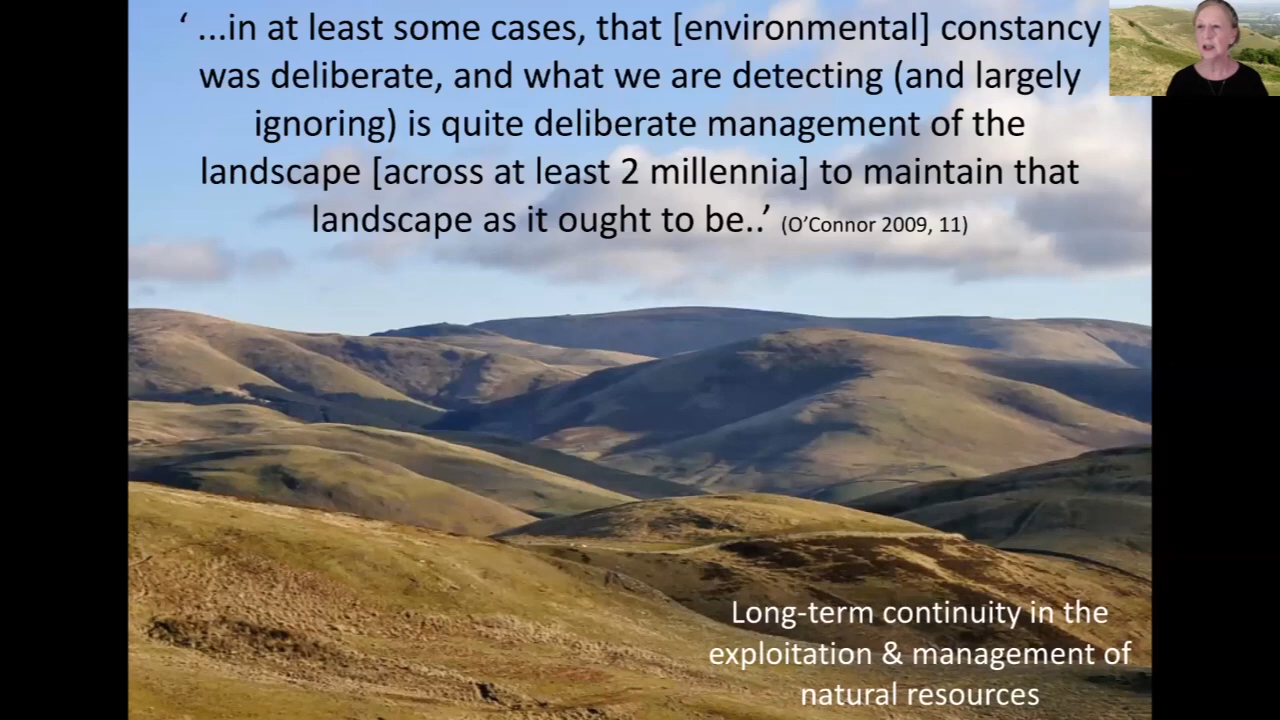 ‘ ...in at least some cases, that [environmental] constancy
was deliberate, and what we are detecting (and largely
ignoring) is quite deliberate management of the
landscape [across at least 2 millennia] to maintain that
landscape as it ought to be..’ (O’Connor 2009, 11)
Long-term continuity in the
exploitation & management of
natural resources